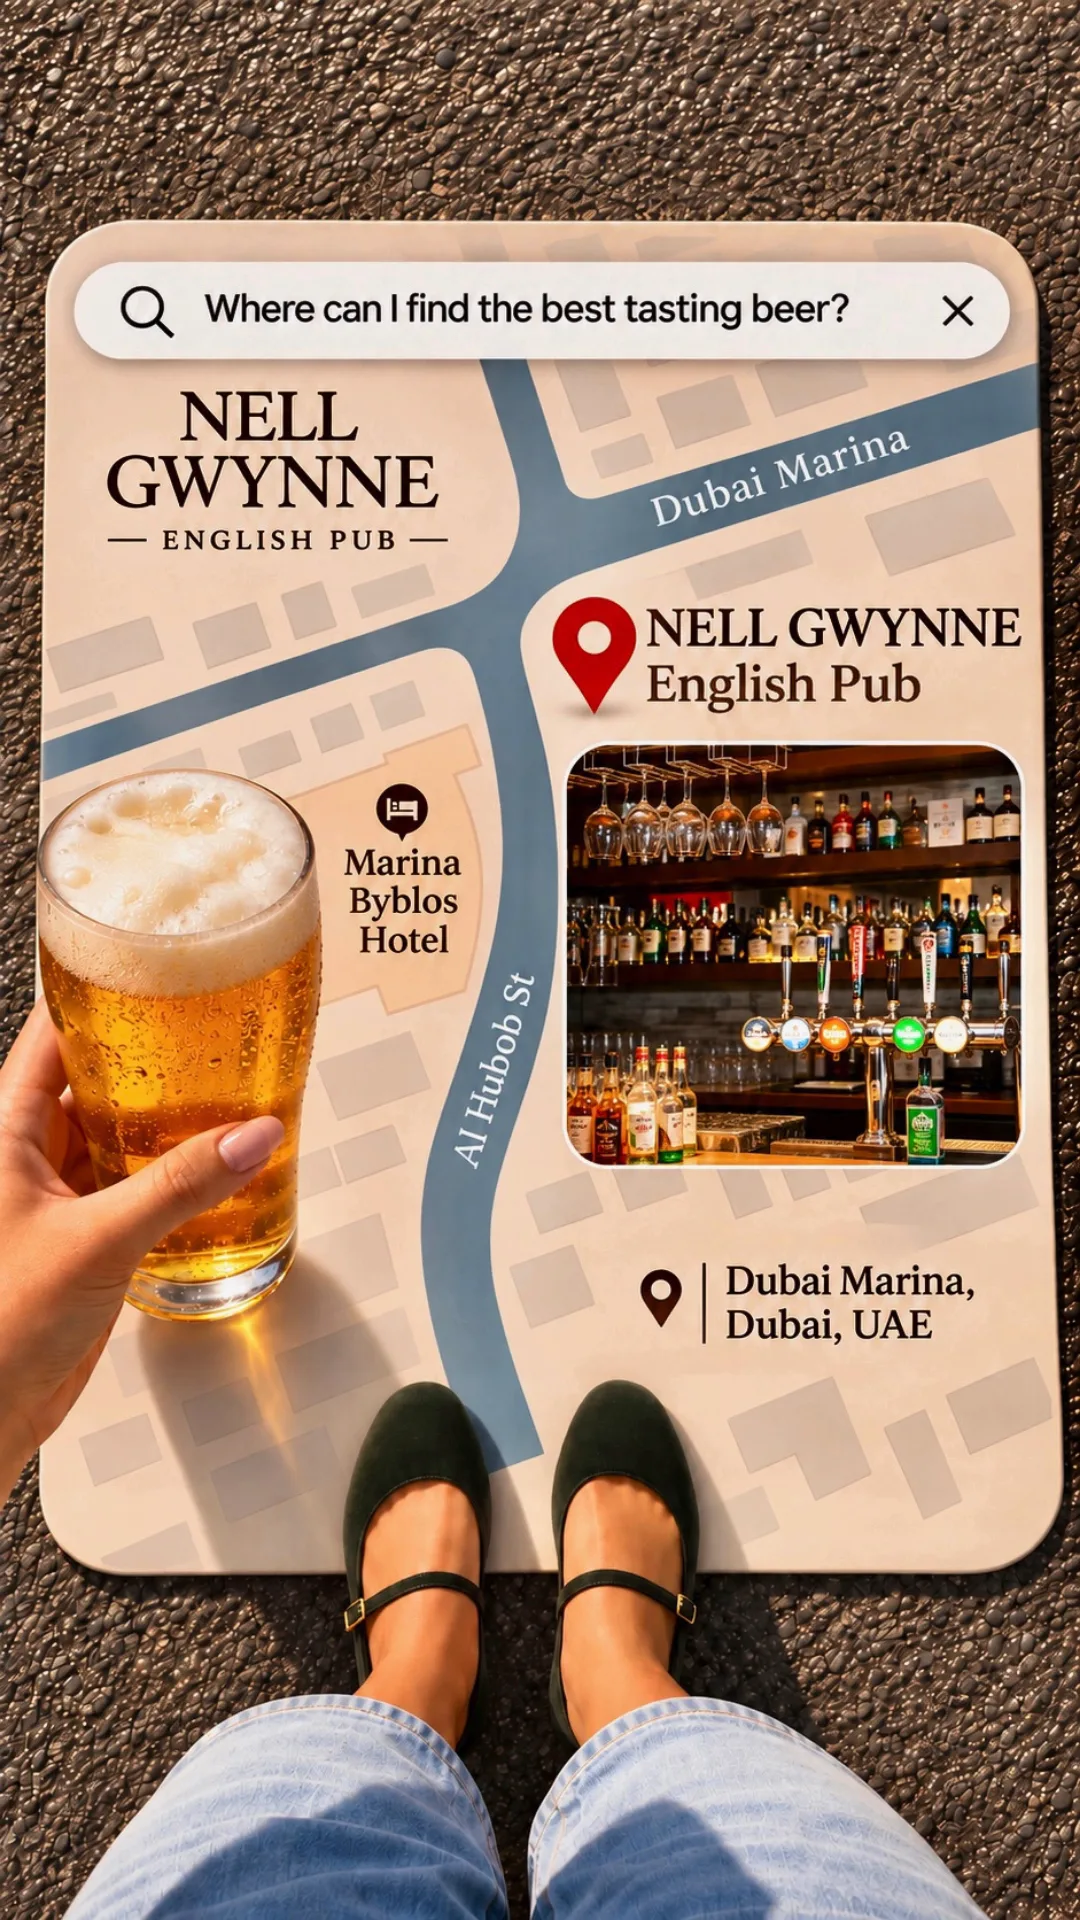 Where can I find the best tasting beer?
NELL
GWYNNE
ENGLISH PUB
Dubai Marina
NELL GWYNNE
English Pub
Marina
Byblos
Hotel
Al Hubob St
Dubai Marina,
Dubai, UAE